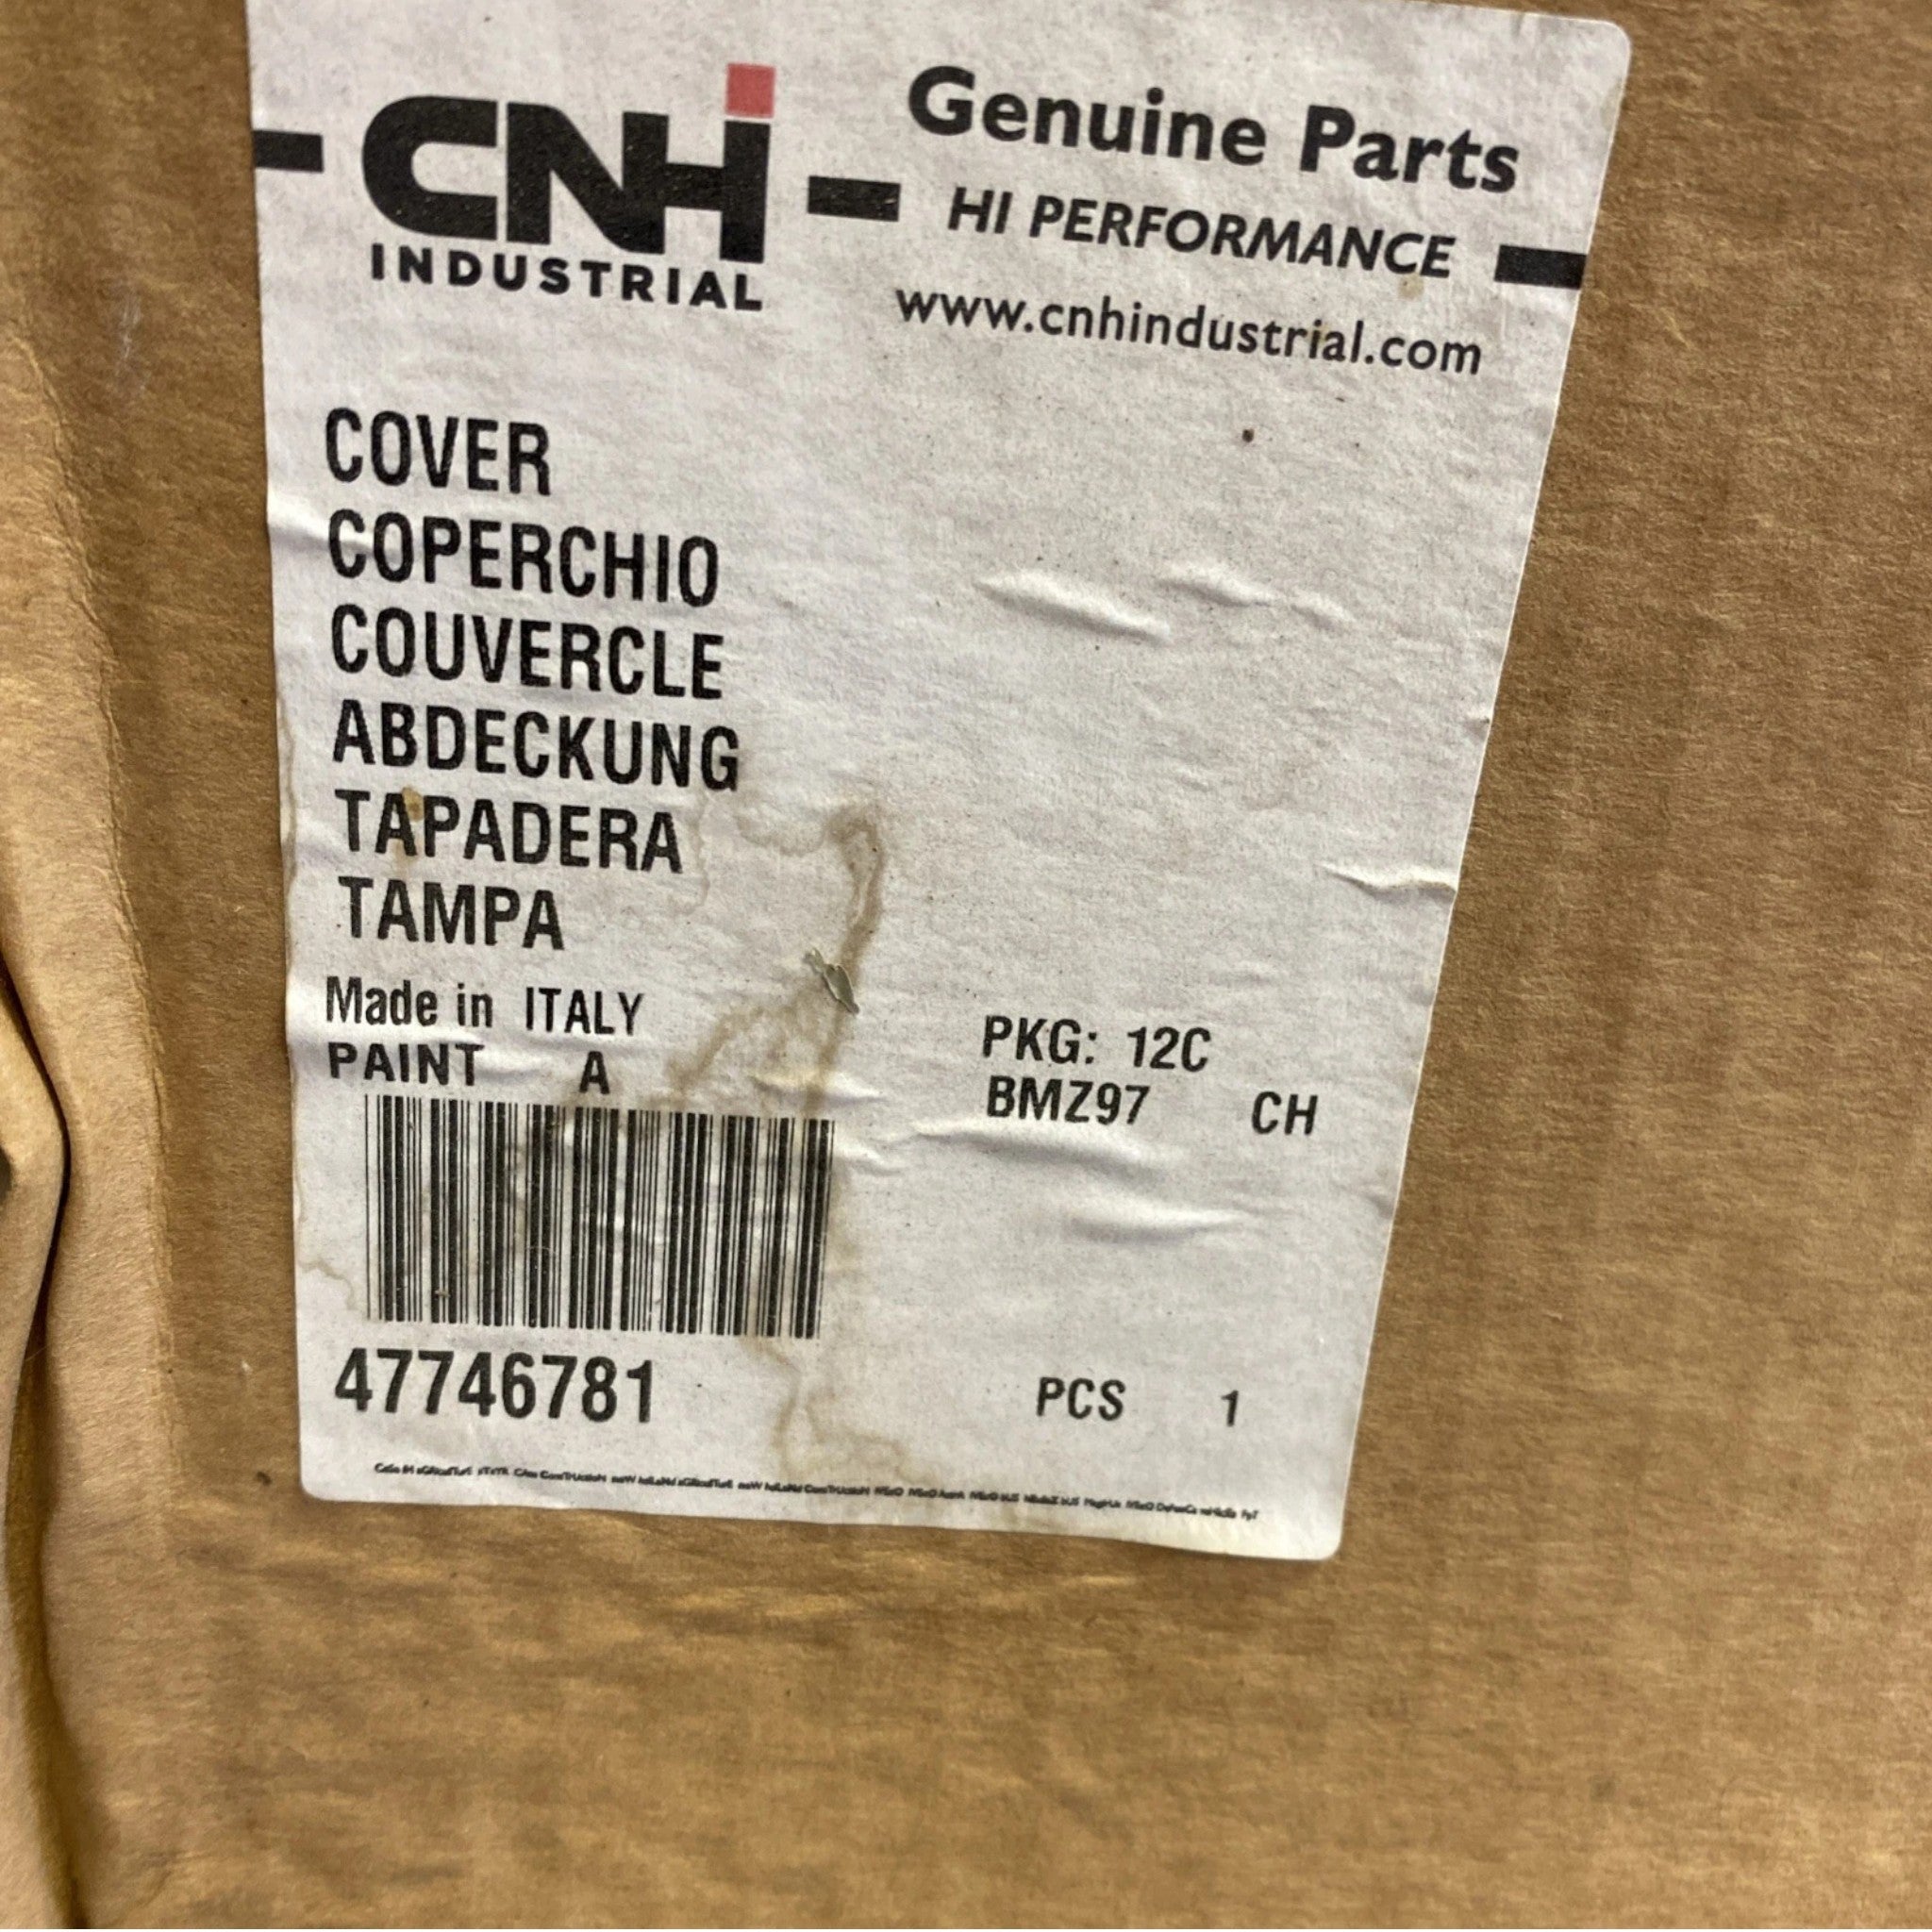 CNH
INDUSTRIAL
Genuine Parts
HI PERFORMANCE
www.cnhindustrial.com
COVER
COPERCHIO
COUVERCLE
ABDECKUNG
TAPADERA
TAMPA
Made in ITALY
PAINT A
PKG: 12C
BMZ97 CH
47746781
PCS 1